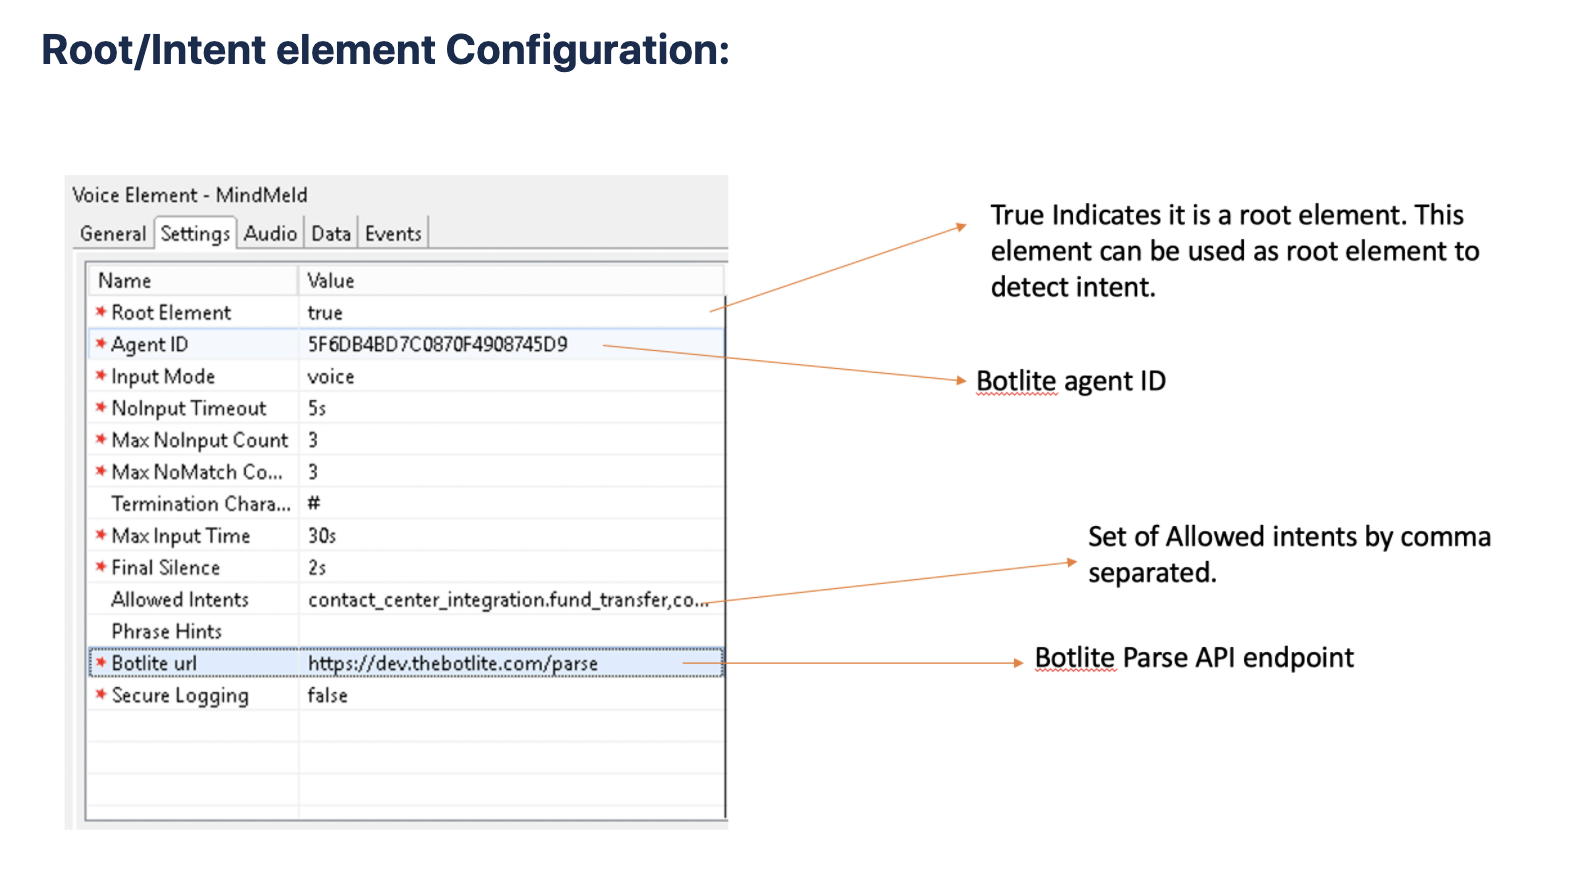 Root/Intent element Configuration:
Voice Element - MindMeld
General Settings Audio Data Events
Name Value
* Root Element true
* Agent ID 5F6DB4BD7C0870F4908745D9
* Input Mode voice
* NoInput Timeout 5s
* Max NoInput Count 3
* Max NoMatch Co... 3
Termination Chara... #
* Max Input Time 30s
* Final Silence 2s
Allowed Intents contact_center_integration.fund_transfer,co...
Phrase Hints
* Botlite url https://dev.thebotlite.com/parse
* Secure Logging false
True Indicates it is a root element. This
element can be used as root element to
detect intent.
Botlite agent ID
Set of Allowed intents by comma
separated.
Botlite Parse API endpoint